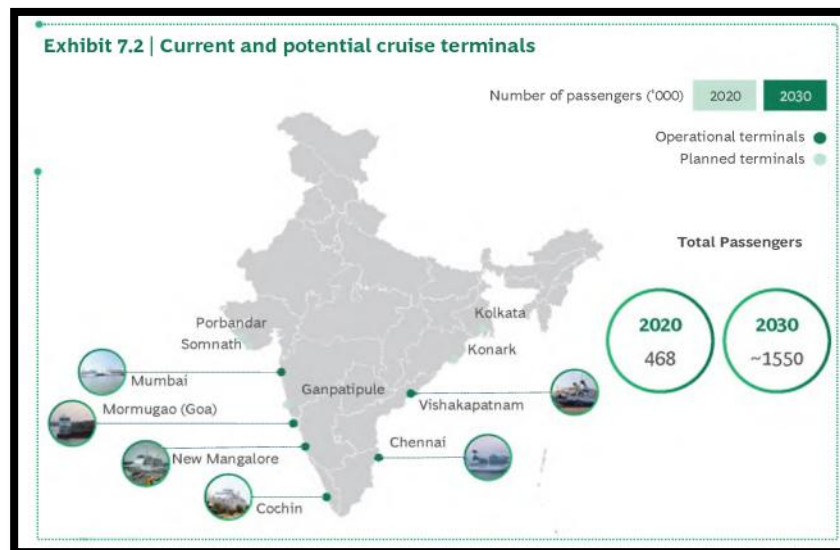 Exhibit 7.2 | Current and potential cruise terminals
Number of passengers ('000) 2020 2030
Operational terminals
Planned terminals
Total Passengers
2020
468
2030
~1550
Porbandar
Somnath
Kolkata
Konark
Mumbai
Ganpatipule
Vishakapatnam
Mormugao (Goa)
Chennai
New Mangalore
Cochin